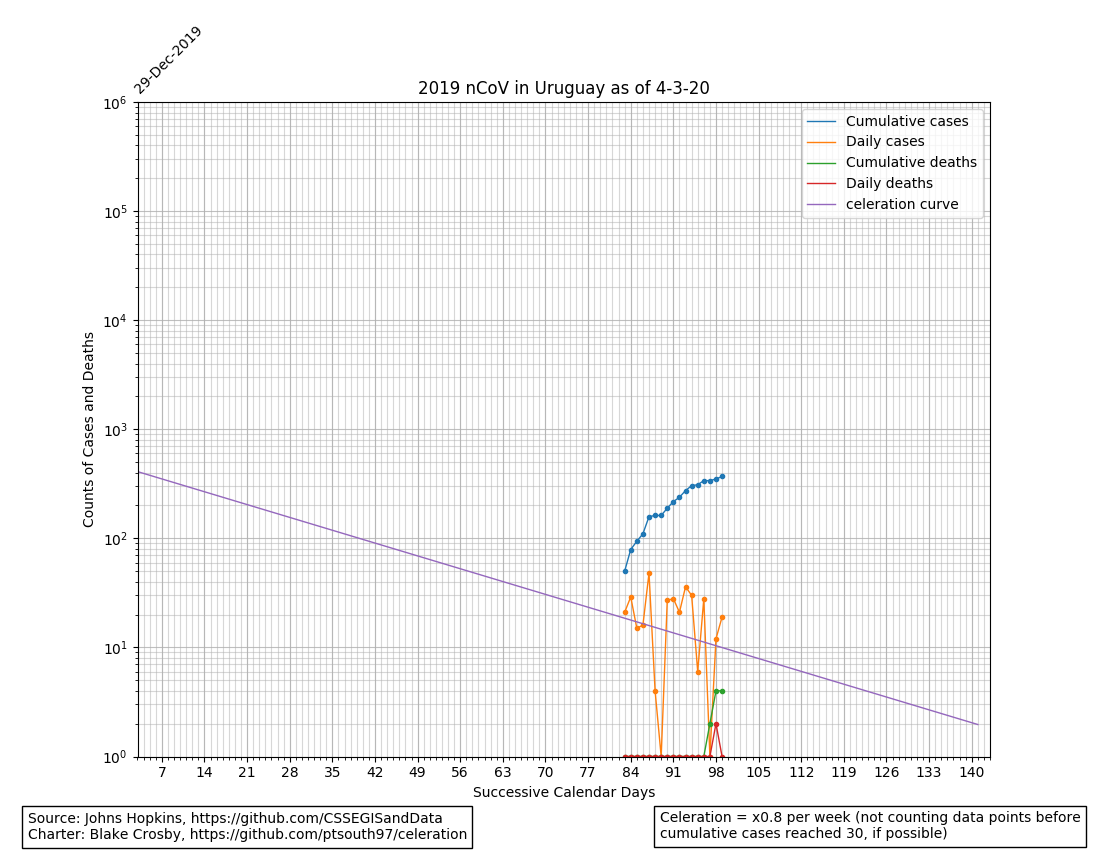 29-Dec-2019
2019 nCoV in Uruguay as of 4-3-20
Cumulative cases
Daily cases
Cumulative deaths
Daily deaths
celeration curve
10^6
10^5
10^4
10^3
10^2
10^1
10^0
Counts of Cases and Deaths
7 14 21 28 35 42 49 56 63 70 77 84 91 98 105 112 119 126 133 140
Successive Calendar Days
Source: Johns Hopkins, https://github.com/CSSEGISandData
Charter: Blake Crosby, https://github.com/ptsouth97/celeration
Celeration = x0.8 per week (not counting data points before
cumulative cases reached 30, if possible)